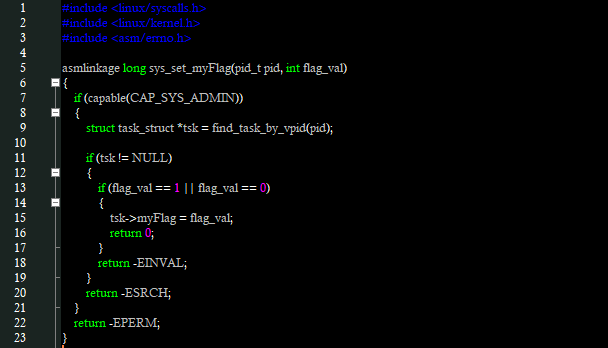 1 #include <linux/syscalls.h>
2 #include <linux/kernel.h>
3 #include <asm/errno.h>
4
5 asmlinkage long sys_set_myFlag(pid_t pid, int flag_val)
6 {
7 if (capable(CAP_SYS_ADMIN))
8 {
9 struct task_struct *tsk = find_task_by_vpid(pid);
10
11 if (tsk != NULL)
12 {
13 if (flag_val == 1 || flag_val == 0)
14 {
15 tsk->myFlag = flag_val;
16 return 0;
17 }
18 return -EINVAL;
19 }
20 return -ESRCH;
21 }
22 return -EPERM;
23 }